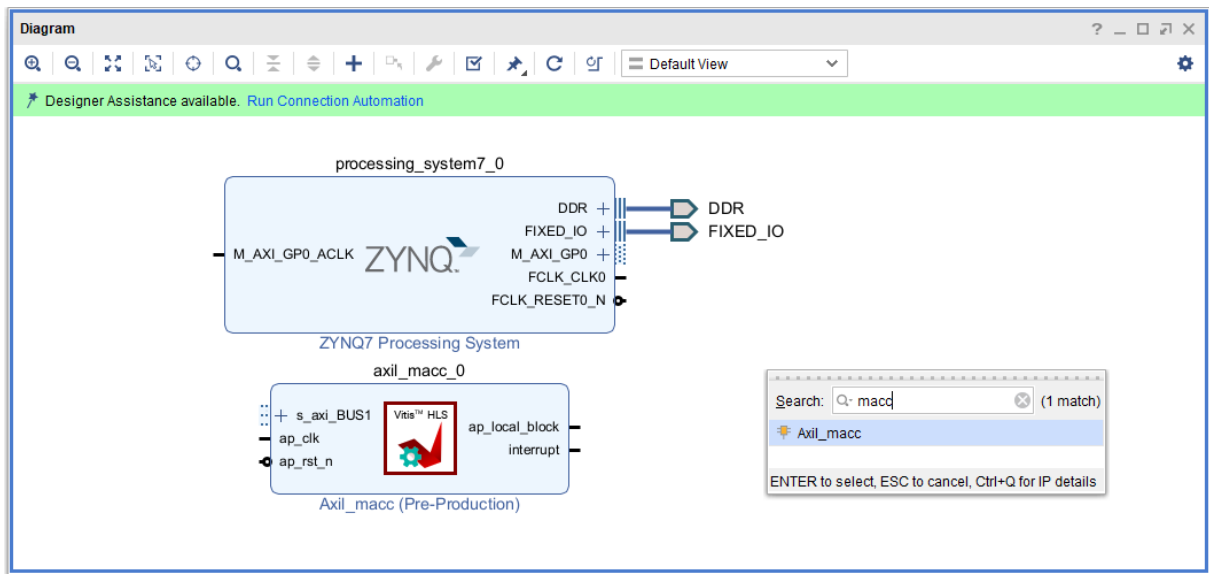 Diagram
? 
Default View
Designer Assistance available. Run Connection Automation
processing_system7_0
DDR
DDR
FIXED_IO
FIXED_IO
M_AXI_GP0_ACLK
ZYNQ.
M_AXI_GP0
FCLK_CLK0
FCLK_RESET0_N
ZYNQ7 Processing System
axil_macc_0
s_axi_BUS1
Vitis™ HLS
ap_local_block
ap_clk
interrupt
ap_rst_n
Axil_macc (Pre-Production)
Search: macc (1 match)
Axil_macc
ENTER to select, ESC to cancel, Ctrl+Q for IP details